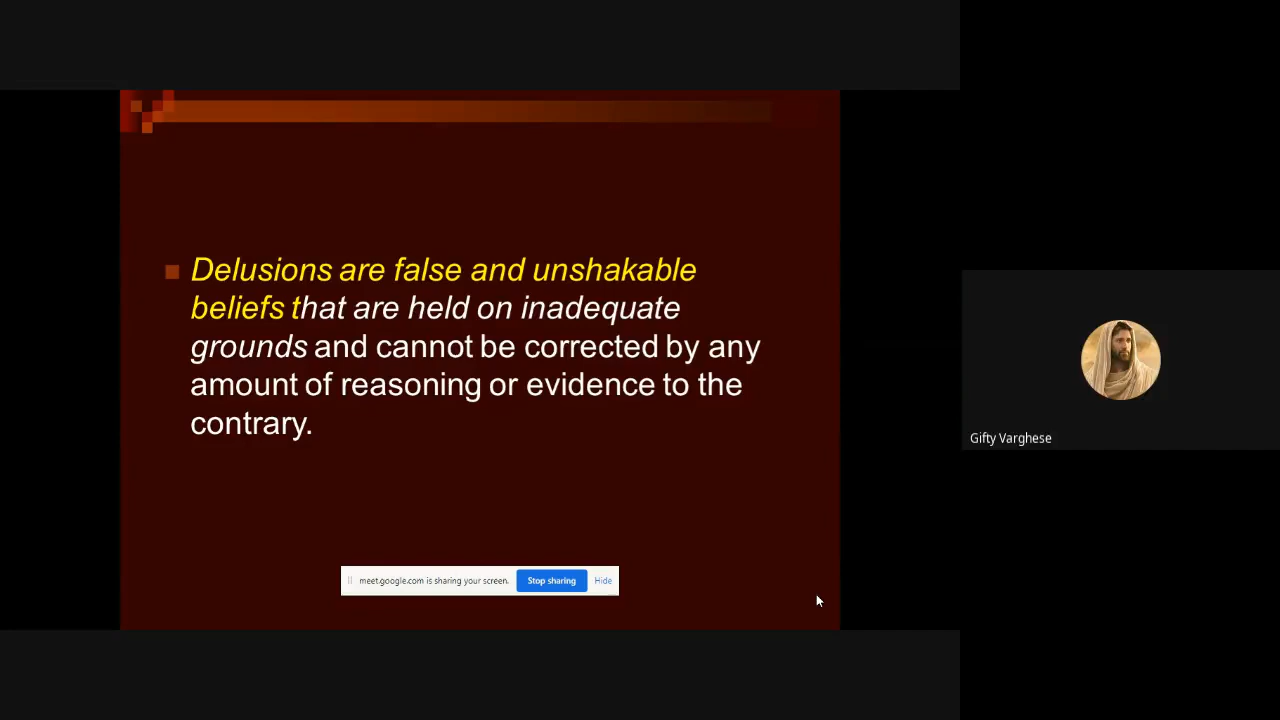 Delusions are false and unshakable
beliefs that are held on inadequate
grounds and cannot be corrected by any
amount of reasoning or evidence to the
contrary.
meet.google.com is sharing your screen. Stop sharing Hide
Gifty Varghese